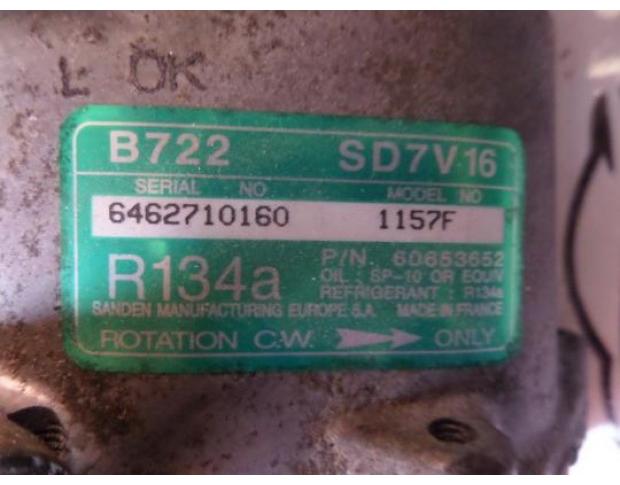 L OK
B722 SD7V16
SERIAL NO MODEL NO
6462710160 1157F
R134a P/N. 60653652
OIL : SP-10 OR EQUIV
REFRIGERANT : R134a
SANDEN MANUFACTURING EUROPE S.A. MADE IN FRANCE
ROTATION C.W. ONLY